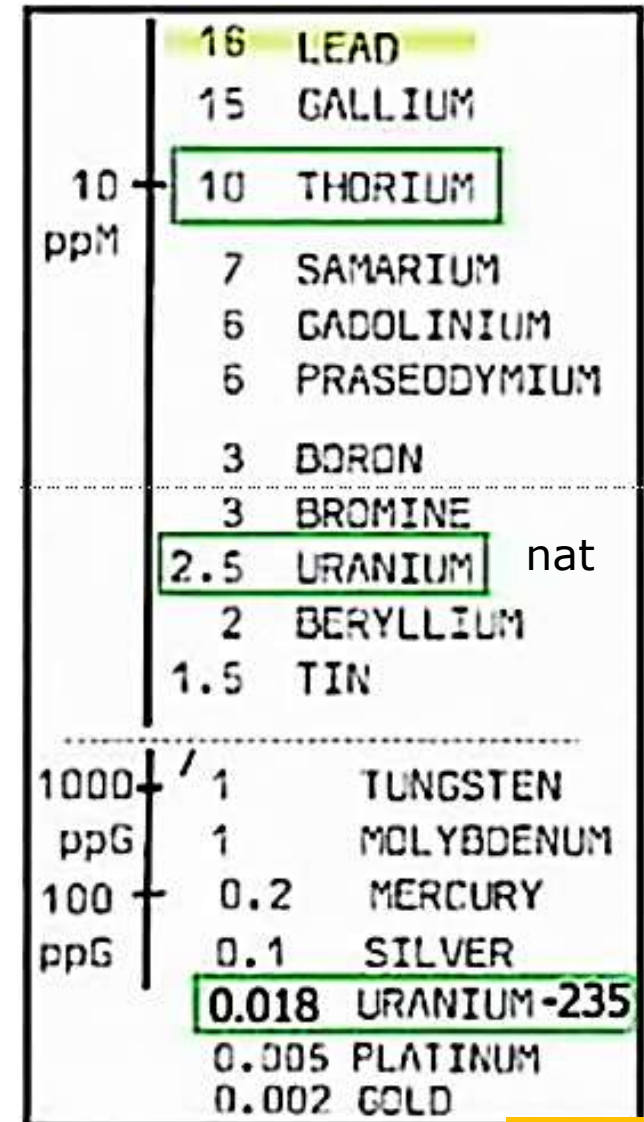 16 LEAD
15 GALLIUM
10 10 THORIUM
ppM
7 SAMARIUM
6 GADOLINIUM
6 PRASEODYMIUM
3 BORON
3 BROMINE
2.5 URANIUM nat
2 BERYLLIUM
1.5 TIN
1000 1 TUNGSTEN
ppG 1 MOLYBDENUM
100 0.2 MERCURY
ppG 0.1 SILVER
0.018 URANIUM-235
0.005 PLATINUM
0.002 GOLD